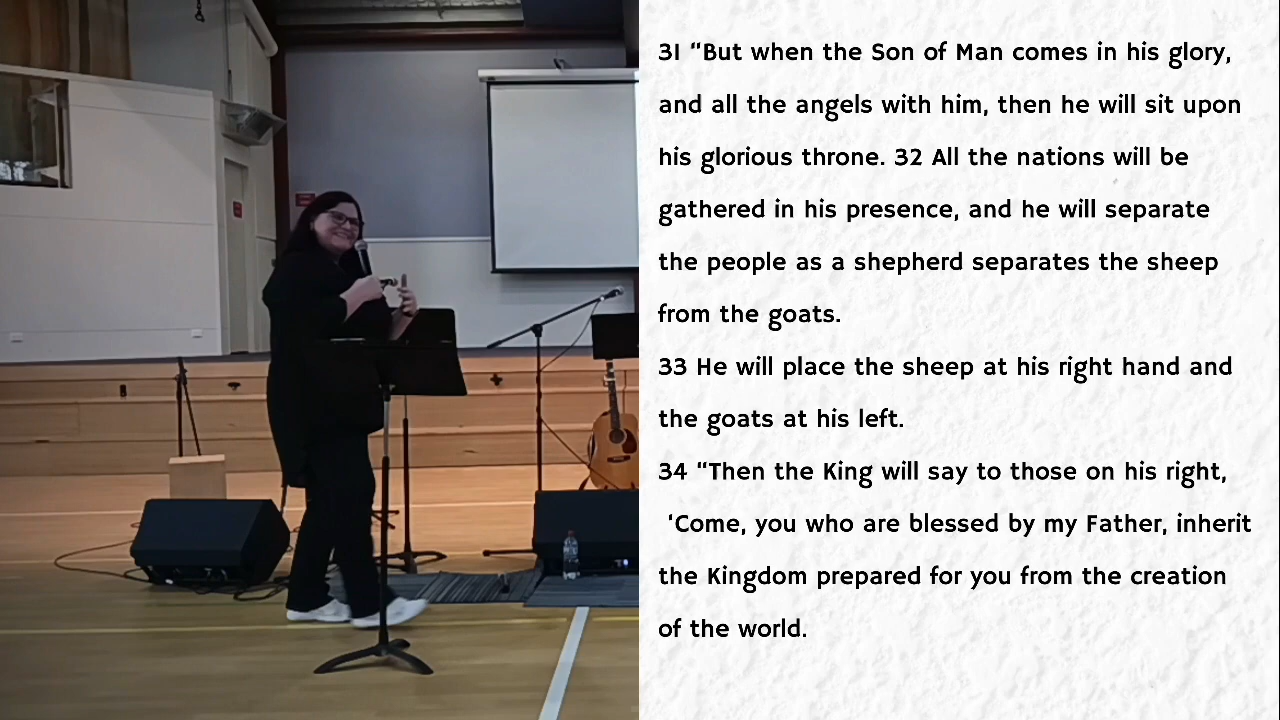 31 “But when the Son of Man comes in his glory,
and all the angels with him, then he will sit upon
his glorious throne. 32 All the nations will be
gathered in his presence, and he will separate
the people as a shepherd separates the sheep
from the goats.
33 He will place the sheep at his right hand and
the goats at his left.
34 “Then the King will say to those on his right,
‘Come, you who are blessed by my Father, inherit
the Kingdom prepared for you from the creation
of the world.